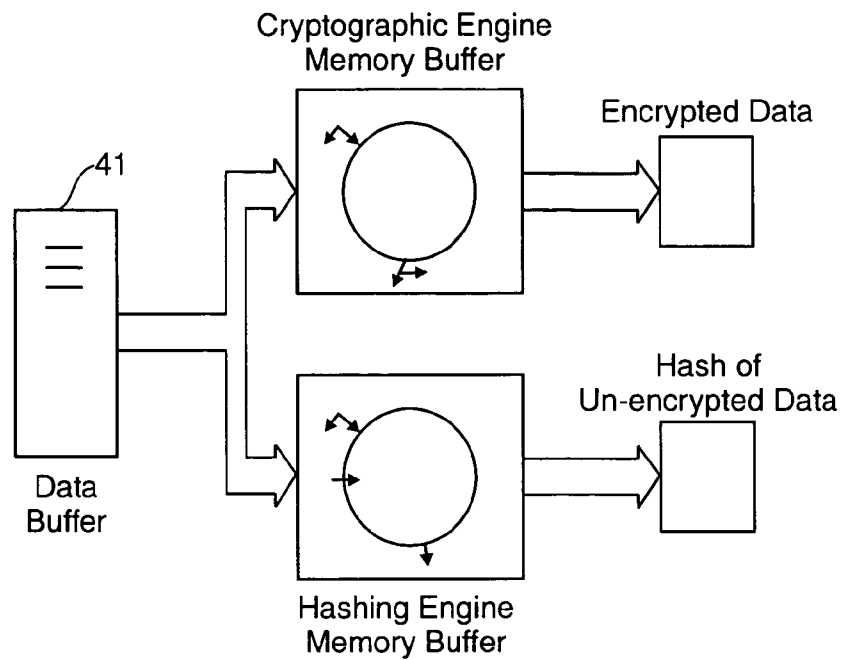 Cryptographic Engine
Memory Buffer
Encrypted Data
41
Data
Buffer
Hash of
Un-encrypted Data
Hashing Engine
Memory Buffer